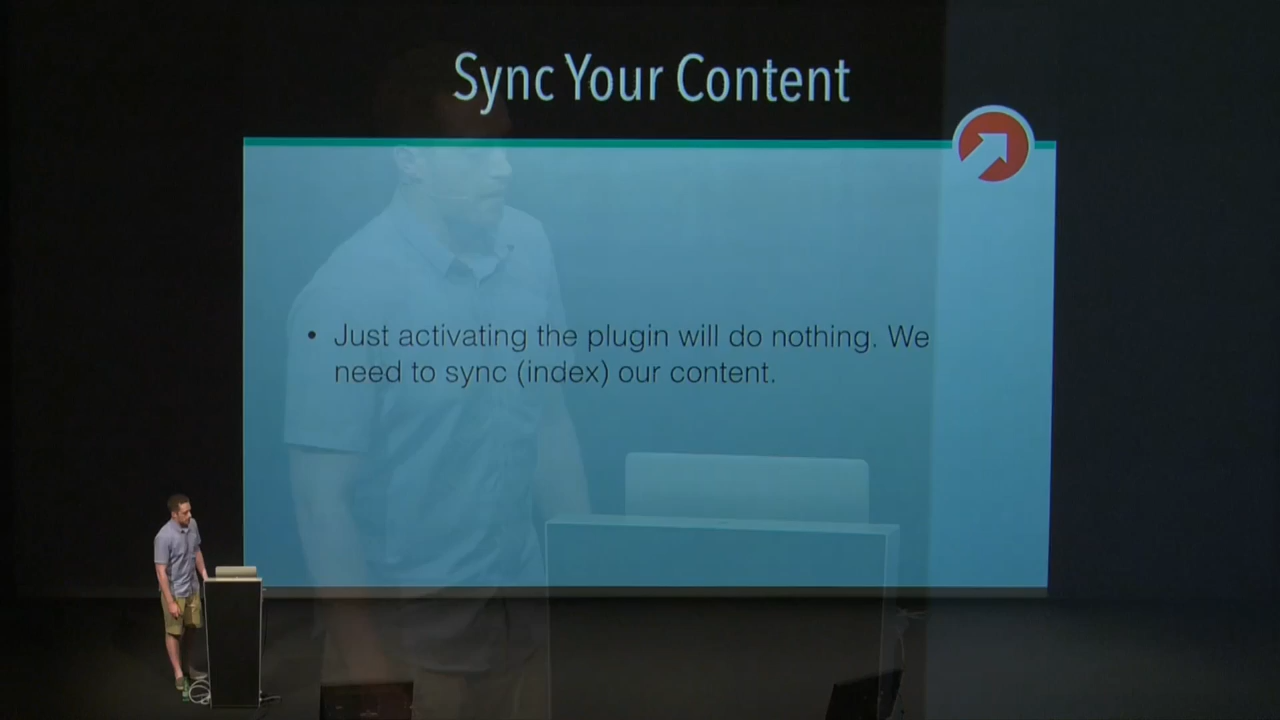 Sync Your Content
• Just activating the plugin will do nothing. We
need to sync (index) our content.